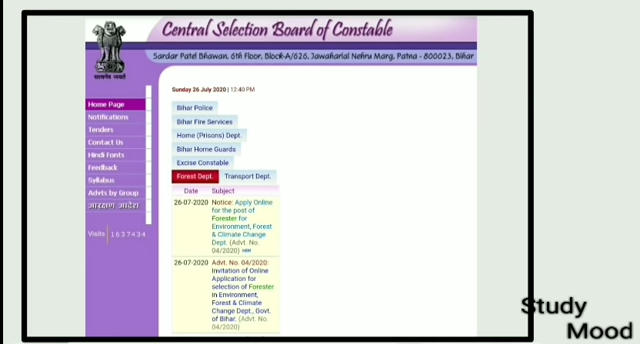 Central Selection Board of Constable
Sardar Patel Bhawan, 6th Floor, Block-A/626, Jawaharlal Nehru Marg, Patna - 800023, Bihar
सत्यमेव जयते
Sunday 26 July 2020 | 12:40 PM
Home Page
Notifications
Tenders
Contact Us
Hindi Fonts
Feedback
Syllabus
Advts by Group
आरक्षण आदेश
Visits 1637434
Bihar Police
Bihar Fire Services
Home (Prisons) Dept.
Bihar Home Guards
Excise Constable
Forest Dept. Transport Dept.
Date Subject
26-07-2020 Notice: Apply Online
for the post of
Forester for
Environment, Forest
& Climate Change
Dept. (Advt. No.
04/2020) NEW
26-07-2020 Advt. No. 04/2020:
Invitation of Online
Application for
selection of Forester
in Environment,
Forest & Climate
Change Dept., Govt.
of Bihar. (Advt. No.
04/2020)
Study
Mood